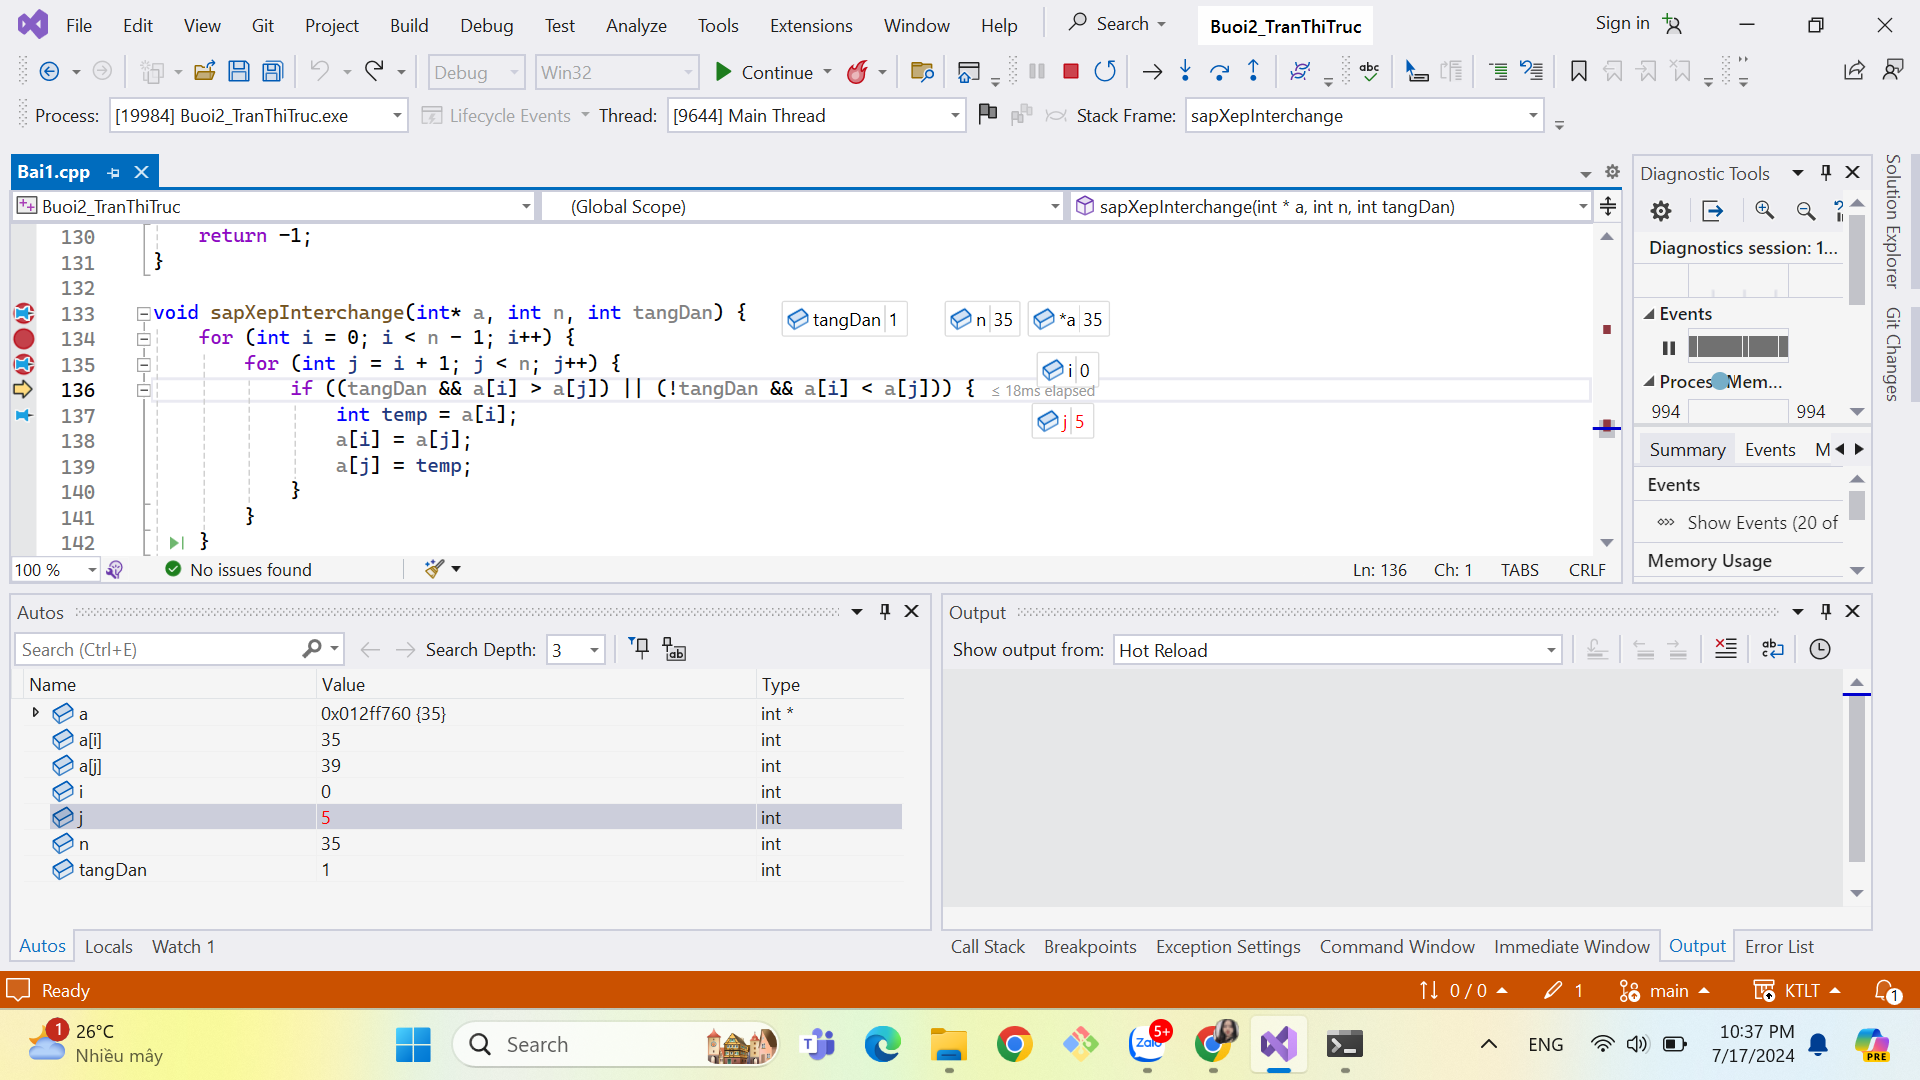 File Edit View Git Project Build Debug Test Analyze Tools Extensions Window Help Search Buoi2_TranThiTruc Sign in
Debug Win32 Continue
Process: [19984] Buoi2_TranThiTruc.exe Lifecycle Events Thread: [9644] Main Thread Stack Frame: sapXepInterchange
Bai1.cpp
Buoi2_TranThiTruc (Global Scope) sapXepInterchange(int * a, int n, int tangDan)
130 return -1;
131 }
132
133 void sapXepInterchange(int* a, int n, int tangDan) { tangDan 1 n 35 *a 35
134 for (int i = 0; i < n - 1; i++) {
135 for (int j = i + 1; j < n; j++) { i 0
136 if ((tangDan && a[i] > a[j]) || (!tangDan && a[i] < a[j])) { ≤ 18ms elapsed
137 int temp = a[i]; j 5
138 a[i] = a[j];
139 a[j] = temp;
140 }
141 }
142 }
100 % No issues found Ln: 136 Ch: 1 TABS CRLF
Diagnostic Tools
Diagnostics session: 1...
Events
Process Mem...
994 994
Summary Events M
Events
Show Events (20 of
Memory Usage
Solution Explorer
Git Changes
Autos
Search (Ctrl+E) Search Depth: 3
Name Value Type
a 0x012ff760 {35} int *
a[i] 35 int
a[j] 39 int
i 0 int
j 5 int
n 35 int
tangDan 1 int
Autos Locals Watch 1
Output
Show output from: Hot Reload
Call Stack Breakpoints Exception Settings Command Window Immediate Window Output Error List
Ready 0 / 0 1 main KTLT 1
1 26°C
Nhiều mây
Search
5+
Zalo
ENG
10:37 PM
7/17/2024
PRE